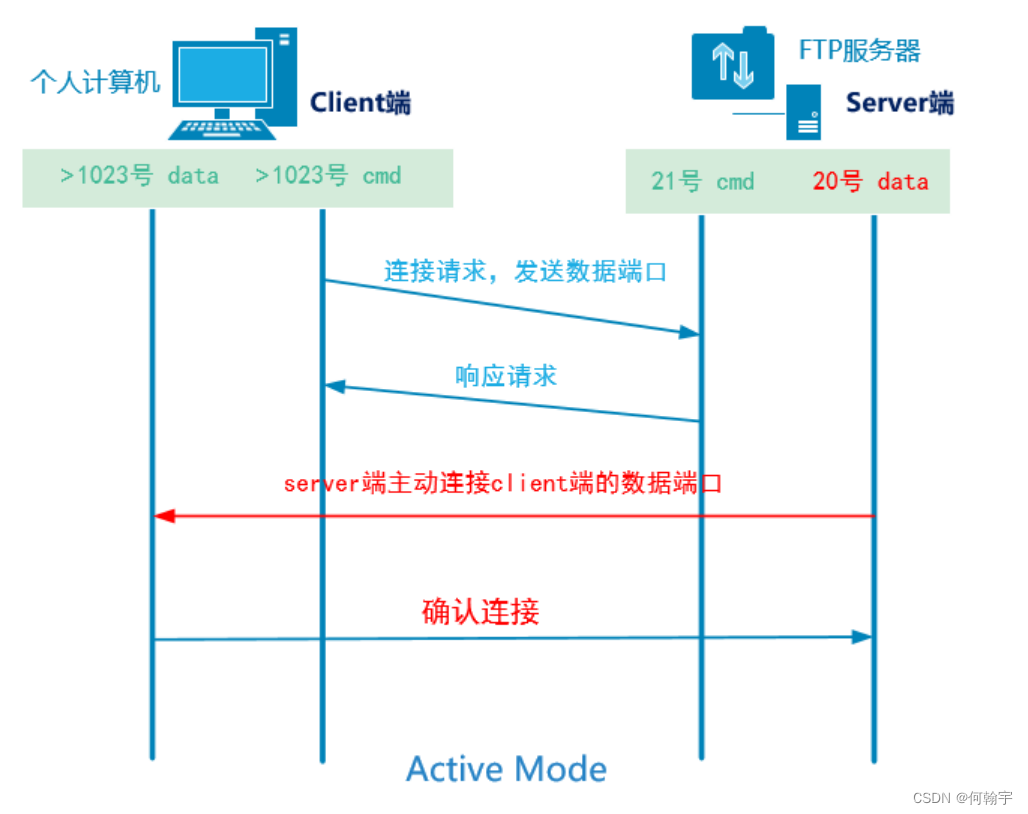 个人计算机
Client端
FTP服务器
Server端
>1023号 data
>1023号 cmd
21号 cmd
20号 data
连接请求，发送数据端口
响应请求
server端主动连接client端的数据端口
确认连接
Active Mode
CSDN @何翰宇